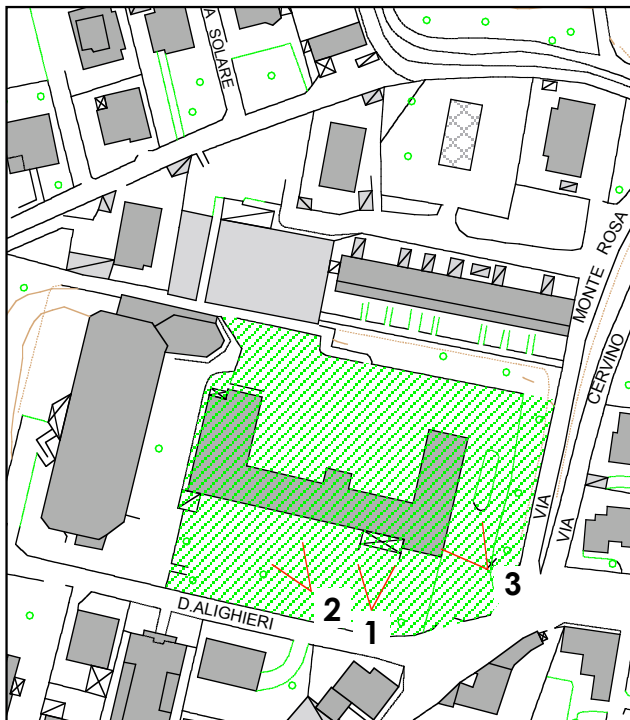 A SOLARE
MONTE ROSA
CERVINO
VIA
VIA
3
2
D.ALIGHIERI
1